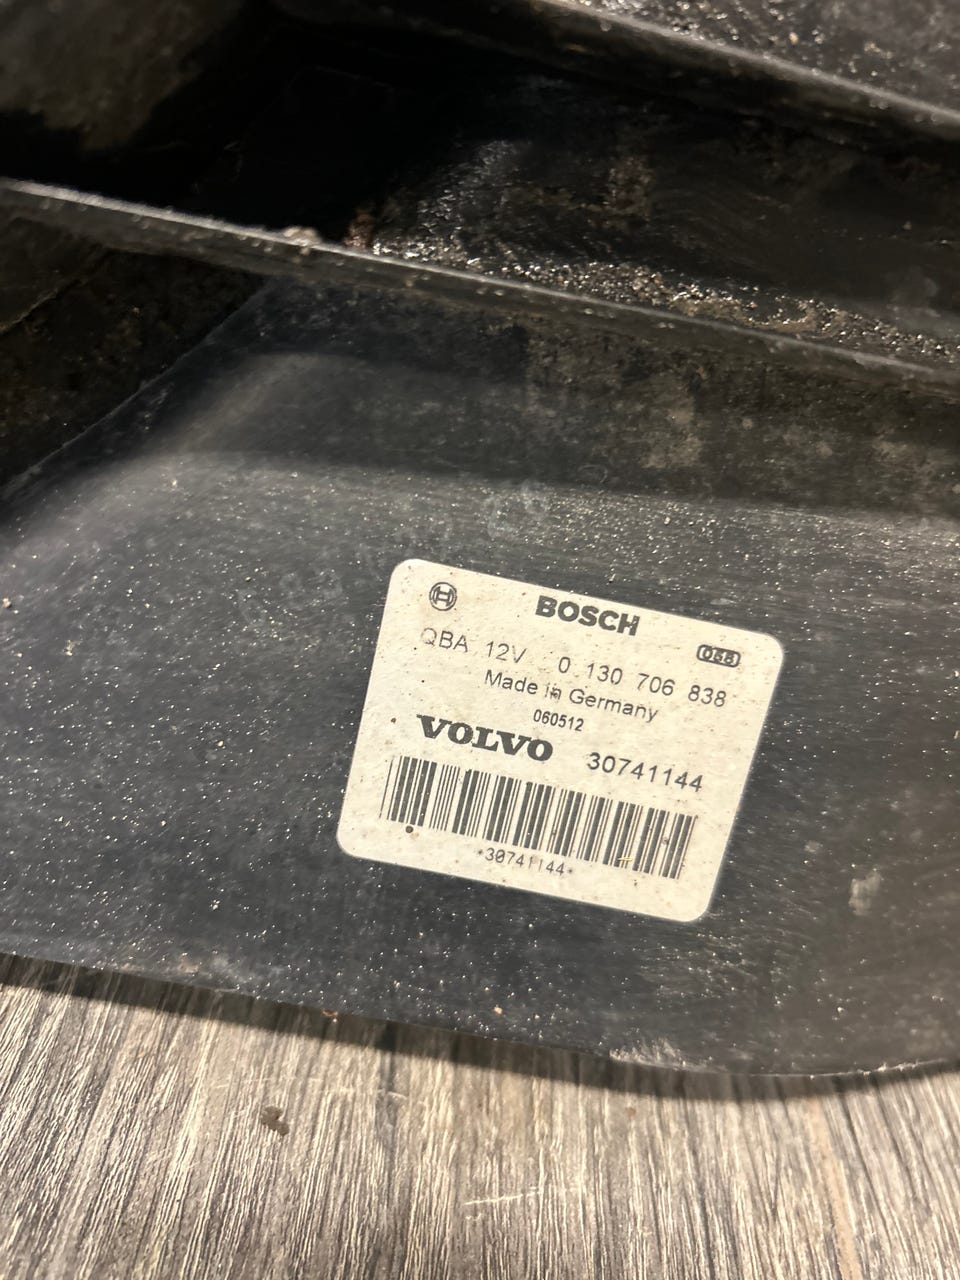 BOSCH
QBA 12V 0 130 706 838
Made in Germany
060512
VOLVO 30741144
*30741144*